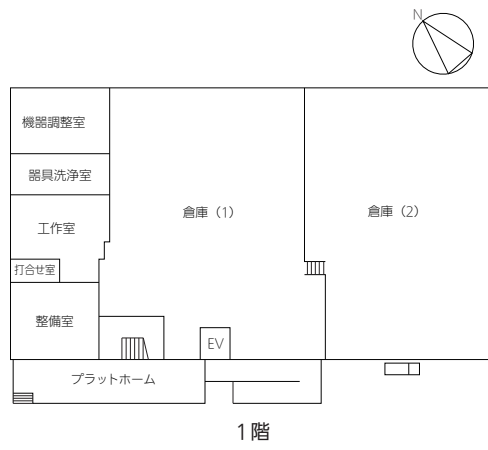 N
機器調整室
器具洗浄室
倉庫（1）
倉庫（2）
工作室
打合せ室
整備室
EV
プラットホーム
1階